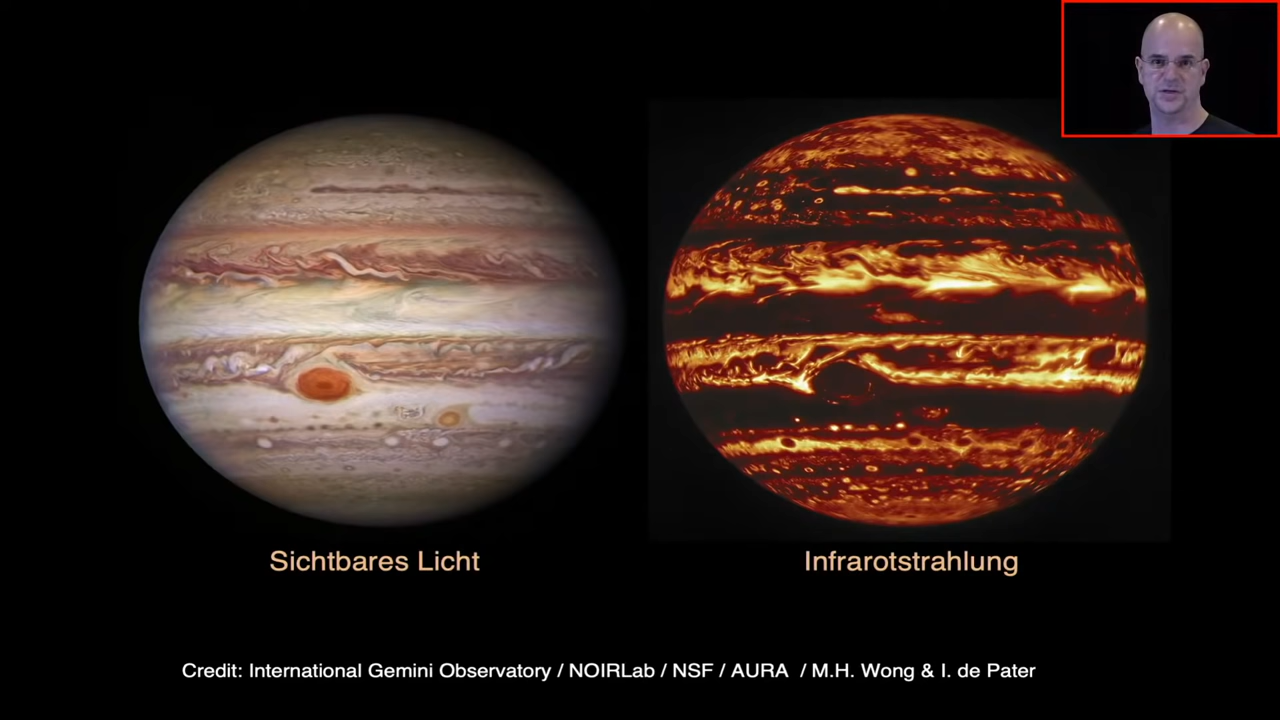 Sichtbares Licht
Infrarotstrahlung
Credit: International Gemini Observatory / NOIRLab / NSF / AURA / M.H. Wong & I. de Pater